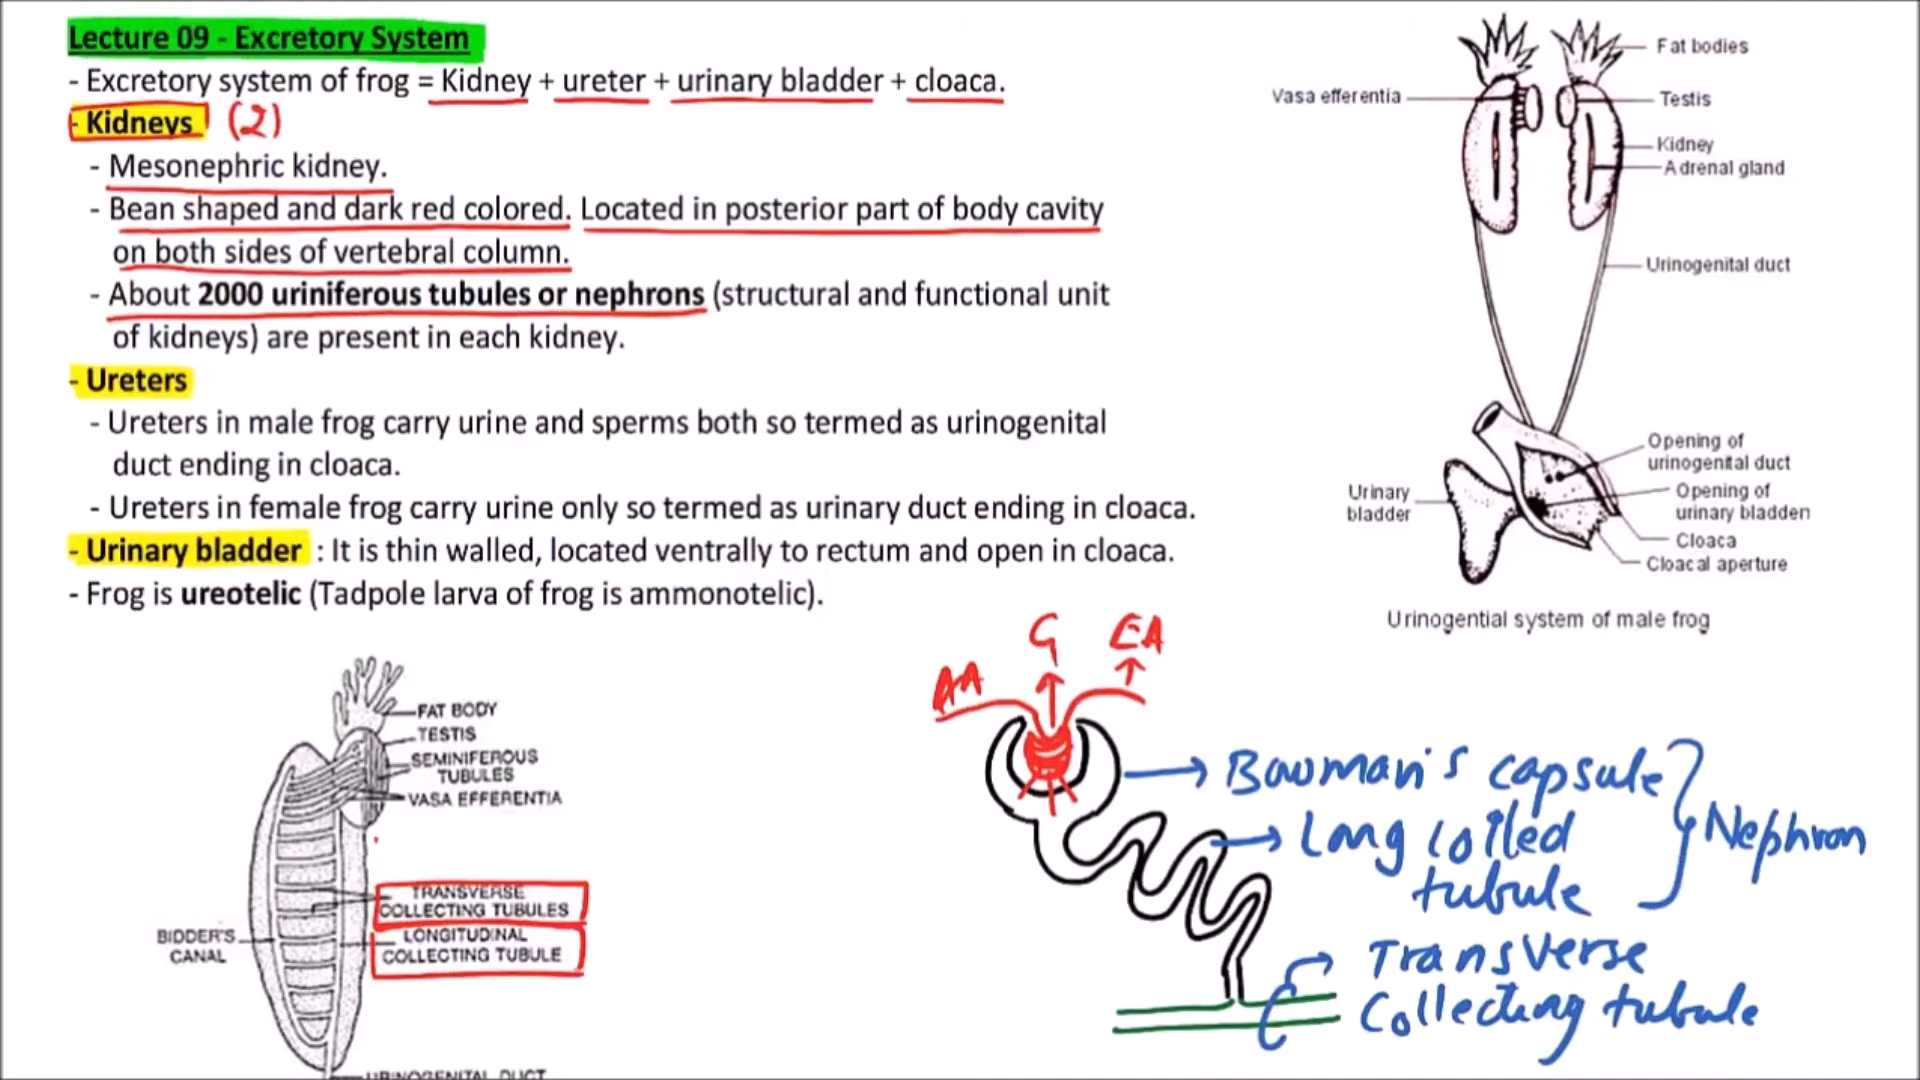 Lecture 09 - Excretory System
- Excretory system of frog = Kidney + ureter + urinary bladder + cloaca.
- Kidneys (2)
- Mesonephric kidney.
- Bean shaped and dark red colored. Located in posterior part of body cavity
on both sides of vertebral column.
- About 2000 uriniferous tubules or nephrons (structural and functional unit
of kidneys) are present in each kidney.
- Ureters
- Ureters in male frog carry urine and sperms both so termed as urinogenital
duct ending in cloaca.
- Ureters in female frog carry urine only so termed as urinary duct ending in cloaca.
- Urinary bladder : It is thin walled, located ventrally to rectum and open in cloaca.
- Frog is ureotelic (Tadpole larva of frog is ammonotelic).
Fat bodies
Vasa efferentia
Testis
Kidney
Adrenal gland
Urinogenital duct
Opening of
urinogenital duct
Urinary
bladder
Opening of
urinary bladden
Cloaca
Cloacal aperture
Urinogential system of male frog
FAT BODY
TESTIS
SEMINIFEROUS
TUBULES
VASA EFFERENTIA
TRANSVERSE
COLLECTING TUBULES
LONGITUDINAL
COLLECTING TUBULE
BIDDER'S
CANAL
URINOGENITAL DUCT
AA
G
EA
Bowman's capsule
Long coiled
tubule
Nephron
Transverse
Collecting tubule